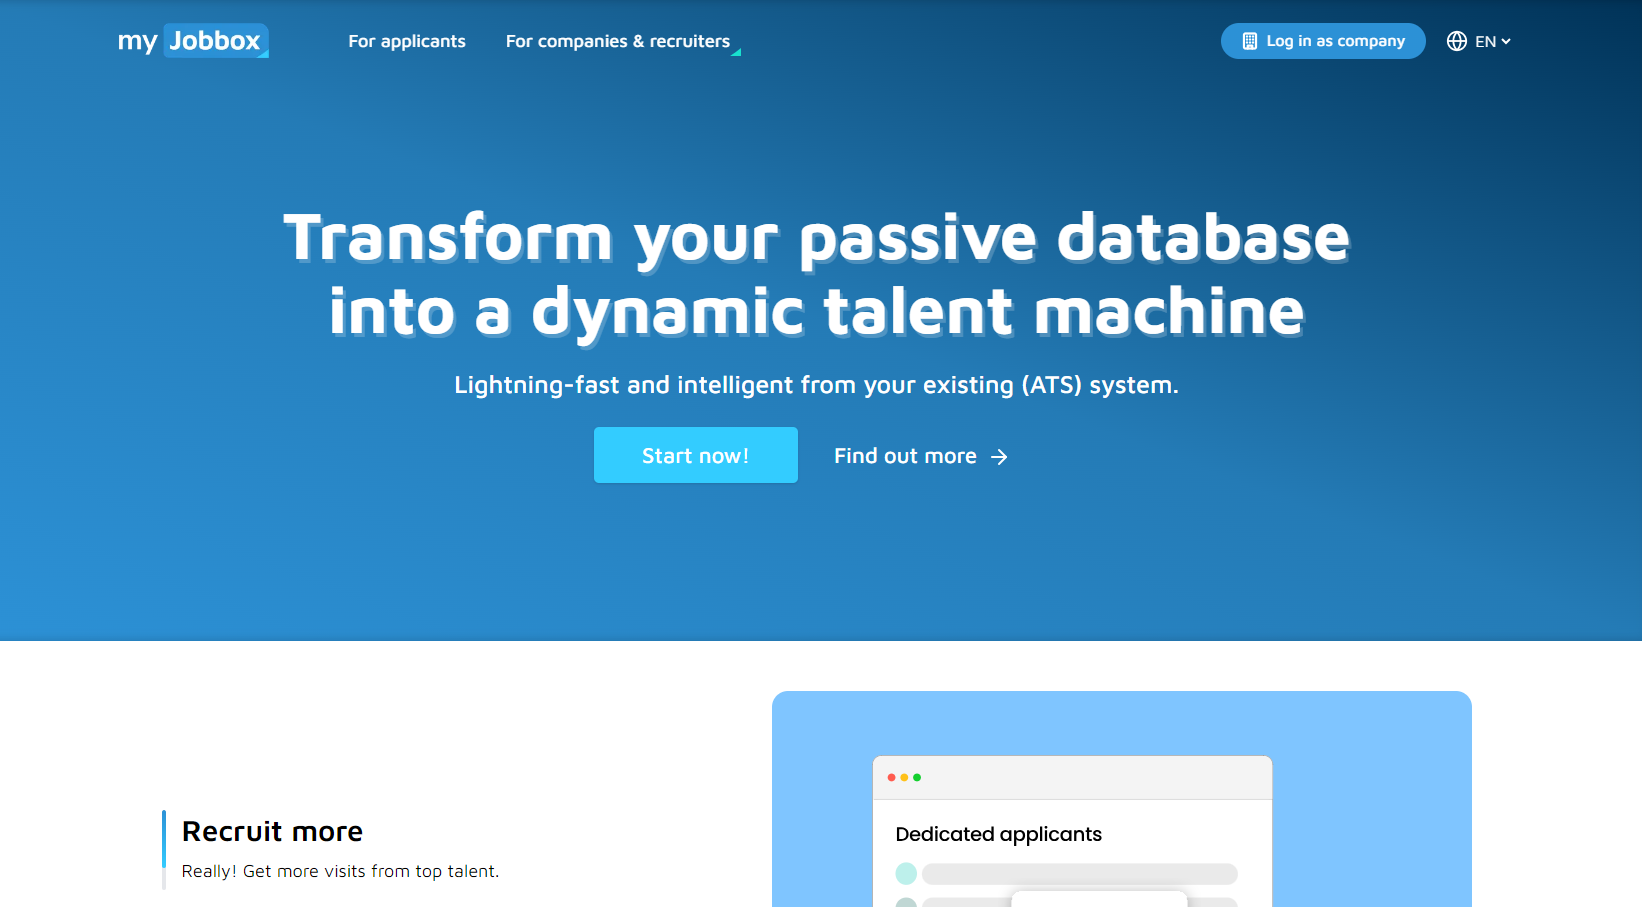 my Jobbox
For applicants
For companies & recruiters
Log in as company
EN
Transform your passive database
into a dynamic talent machine
Lightning-fast and intelligent from your existing (ATS) system.
Start now!
Find out more
Recruit more
Really! Get more visits from top talent.
Dedicated applicants